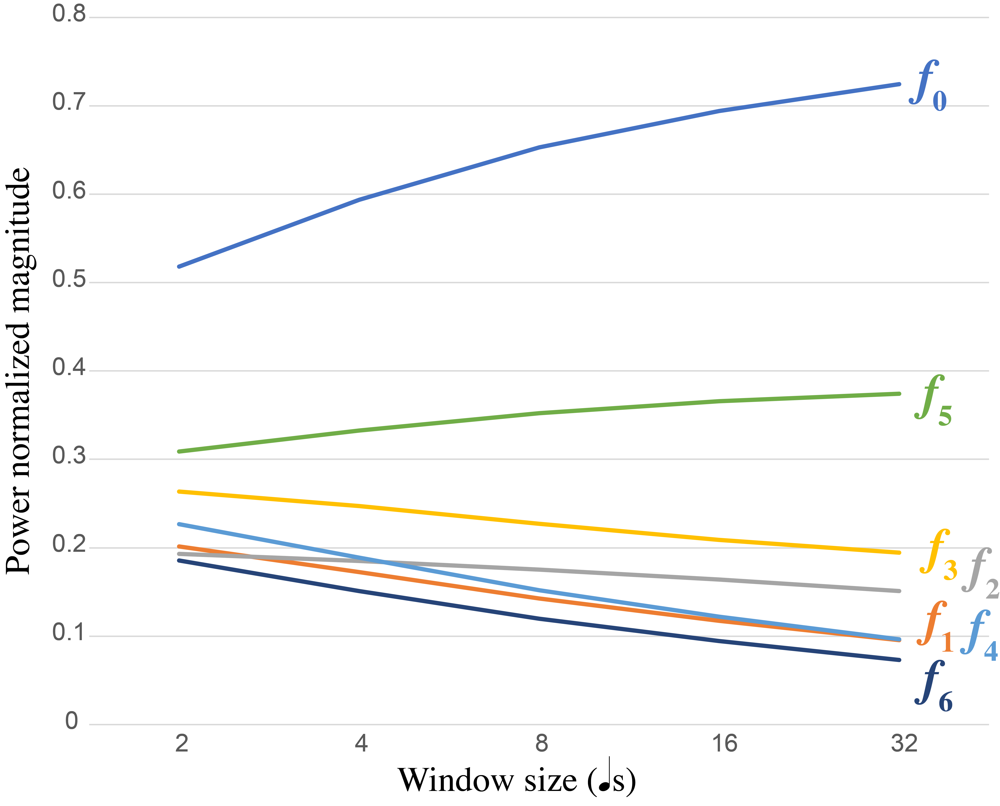 0.8
0.7
0.6
0.5
0.4
0.3
0.2
0.1
0
Power normalized magnitude
f0
f5
f3
f2
f1
f4
f6
2 4 8 16 32
Window size (♩s)